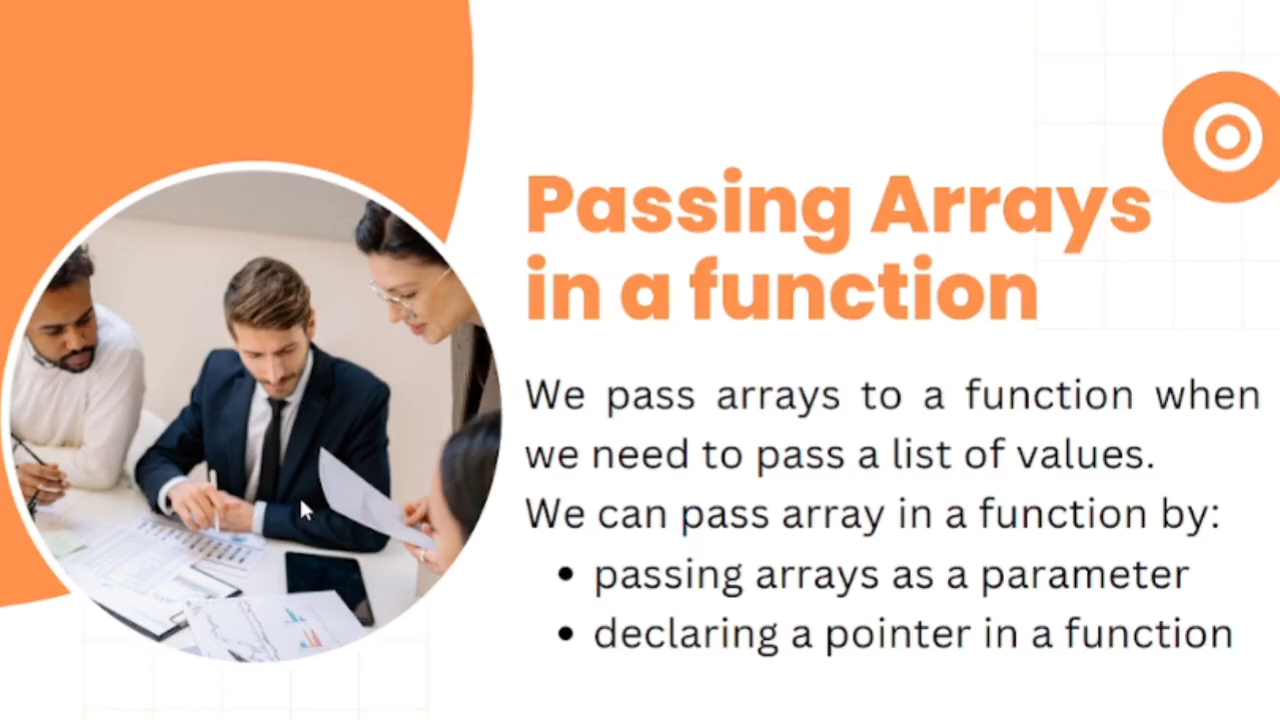 Passing Arrays
in a function
We pass arrays to a function when
we need to pass a list of values.
We can pass array in a function by:
• passing arrays as a parameter
• declaring a pointer in a function